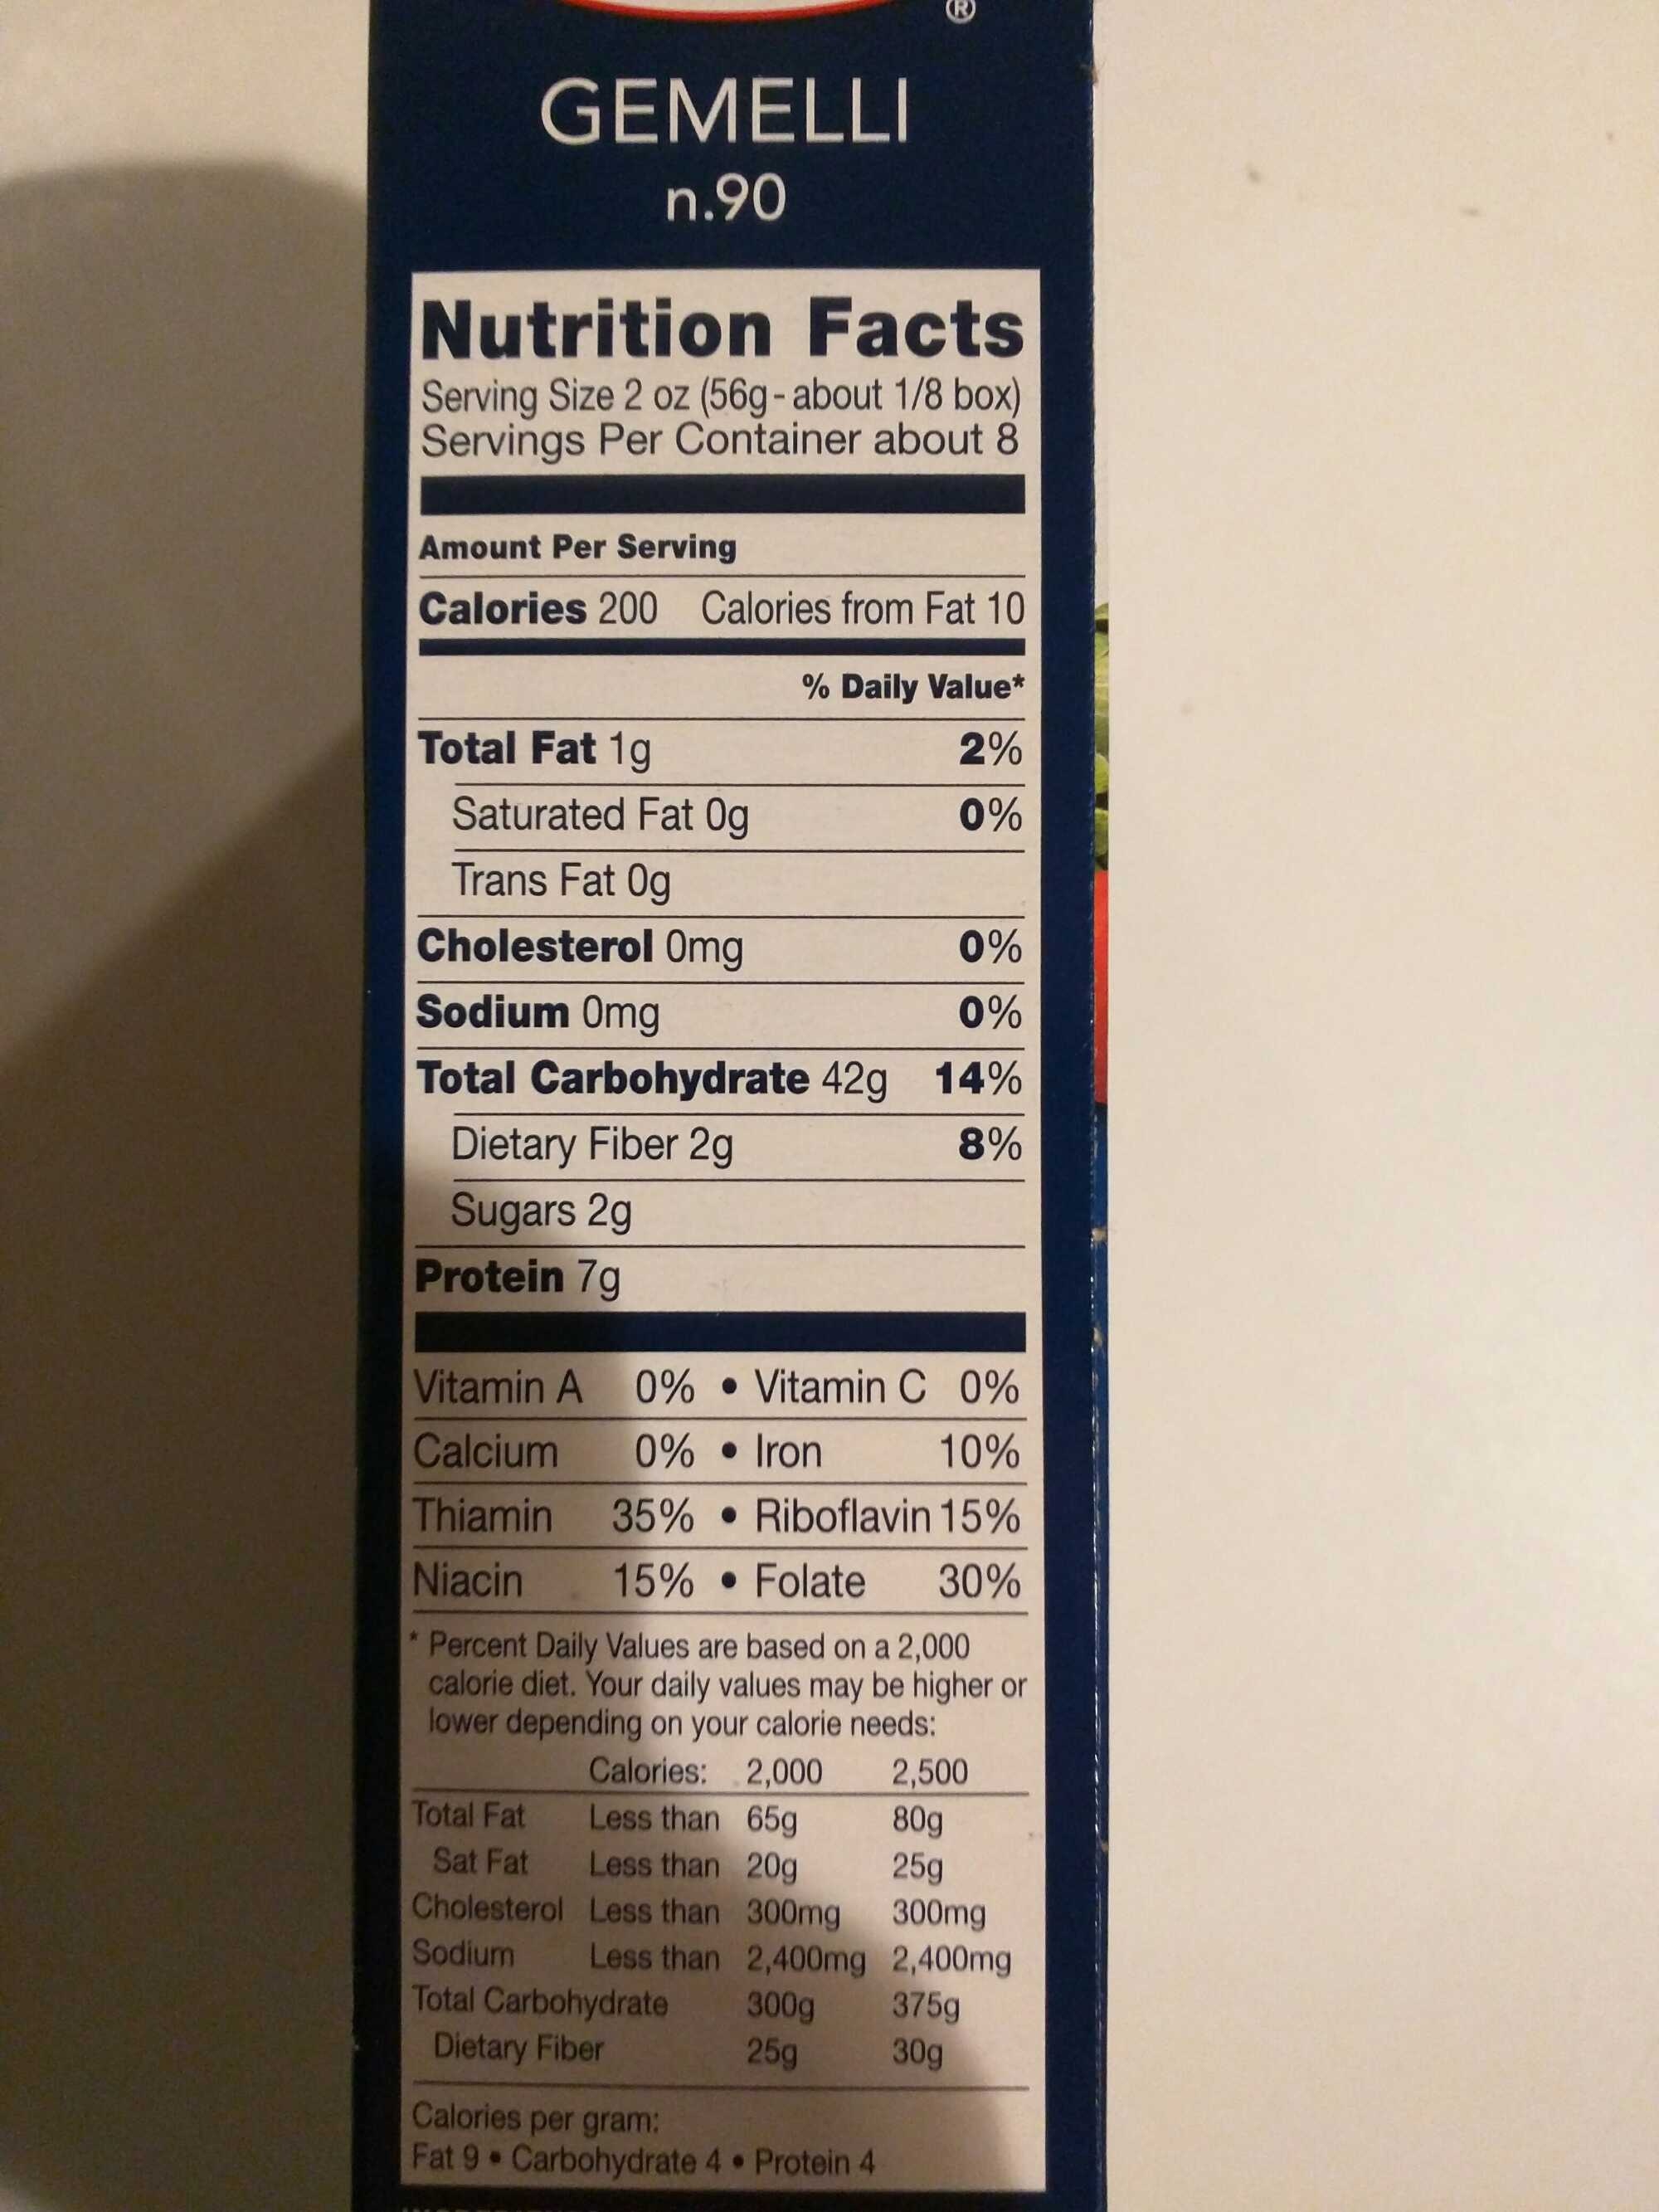 ®
GEMELLI
n.90
Nutrition Facts
Serving Size 2 oz (56g - about 1/8 box)
Servings Per Container about 8
Amount Per Serving
Calories 200 Calories from Fat 10
% Daily Value*
Total Fat 1g 2%
Saturated Fat 0g 0%
Trans Fat 0g
Cholesterol 0mg 0%
Sodium 0mg 0%
Total Carbohydrate 42g 14%
Dietary Fiber 2g 8%
Sugars 2g
Protein 7g
Vitamin A 0% • Vitamin C 0%
Calcium 0% • Iron 10%
Thiamin 35% • Riboflavin 15%
Niacin 15% • Folate 30%
* Percent Daily Values are based on a 2,000
calorie diet. Your daily values may be higher or
lower depending on your calorie needs:
Calories: 2,000 2,500
Total Fat Less than 65g 80g
Sat Fat Less than 20g 25g
Cholesterol Less than 300mg 300mg
Sodium Less than 2,400mg 2,400mg
Total Carbohydrate 300g 375g
Dietary Fiber 25g 30g
Calories per gram:
Fat 9 • Carbohydrate 4 • Protein 4